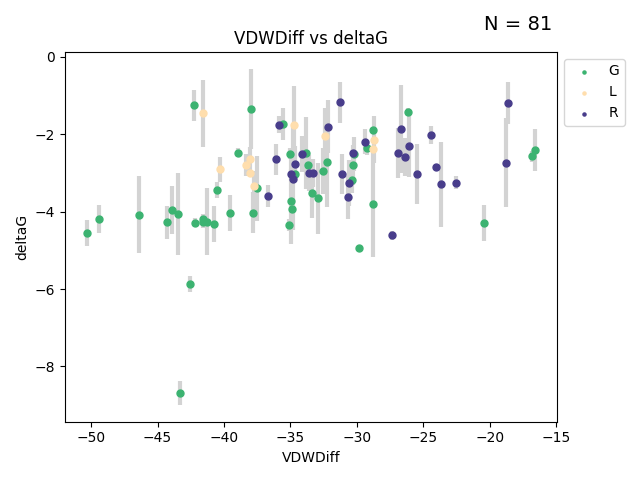 N = 81
VDWDiff vs deltaG
G
L
R
0
−2
−4
−6
−8
deltaG
−50
−45
−40
−35
−30
−25
−20
−15
VDWDiff